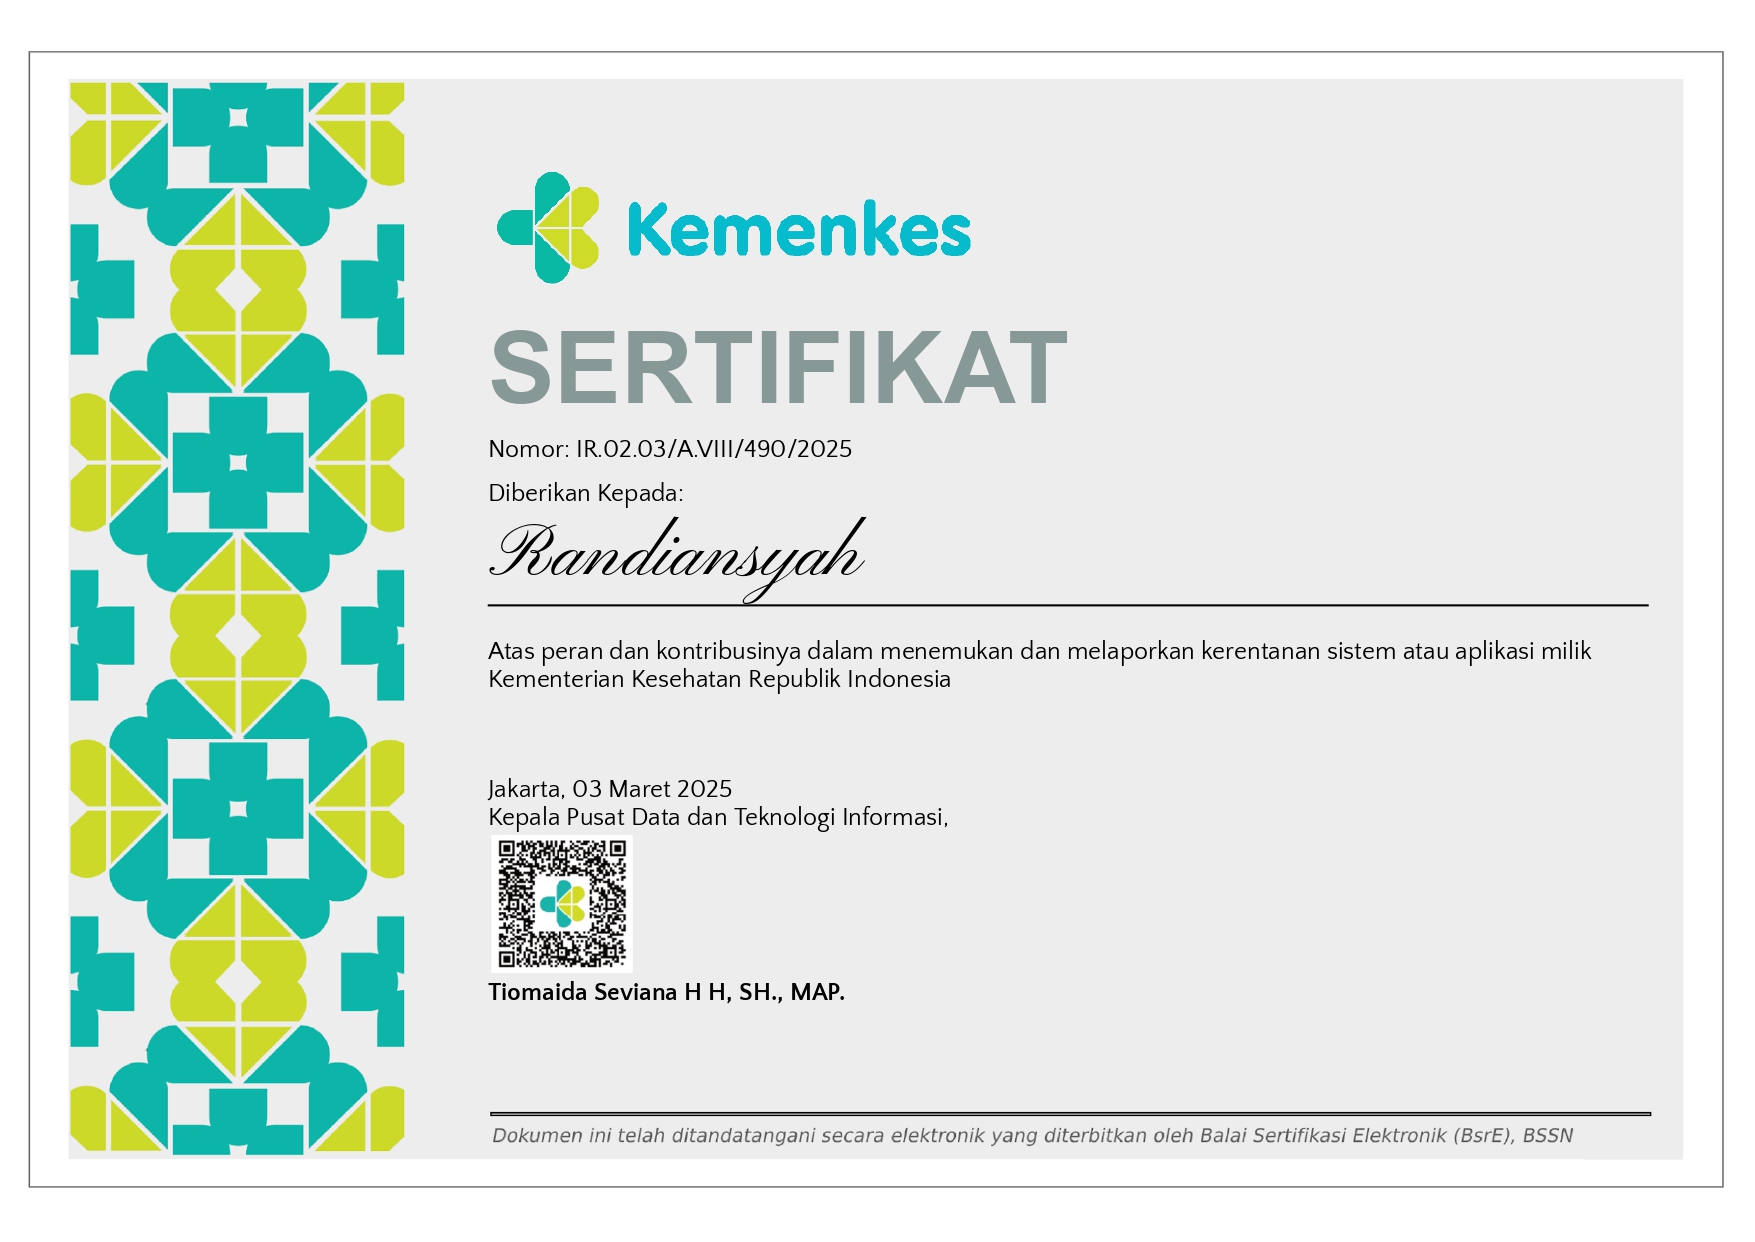 Kemenkes
SERTIFIKAT
Nomor: IR.02.03/A.VIII/490/2025
Diberikan Kepada:
Randiansyah
Atas peran dan kontribusinya dalam menemukan dan melaporkan kerentanan sistem atau aplikasi milik
Kementerian Kesehatan Republik Indonesia
Jakarta, 03 Maret 2025
Kepala Pusat Data dan Teknologi Informasi,
Tiomaida Seviana H H, SH., MAP.
Dokumen ini telah ditandatangani secara elektronik yang diterbitkan oleh Balai Sertifikasi Elektronik (BsrE), BSSN